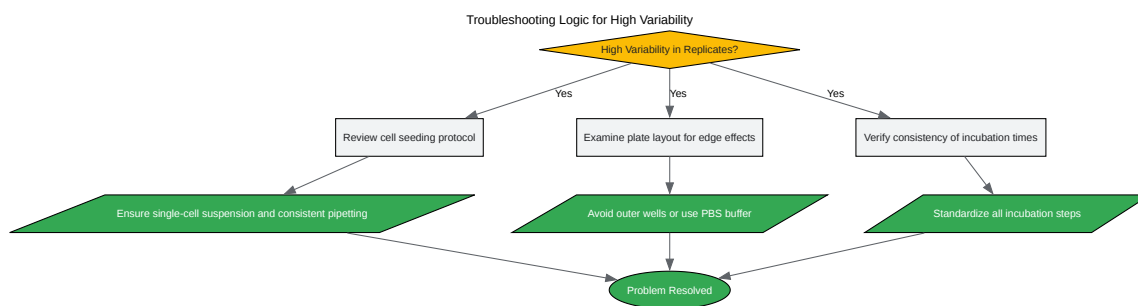 Troubleshooting Logic for High Variability
High Variability in Replicates?
Yes
Yes
Yes
Review cell seeding protocol
Examine plate layout for edge effects
Verify consistency of incubation times
Ensure single-cell suspension and consistent pipetting
Avoid outer wells or use PBS buffer
Standardize all incubation steps
Problem Resolved